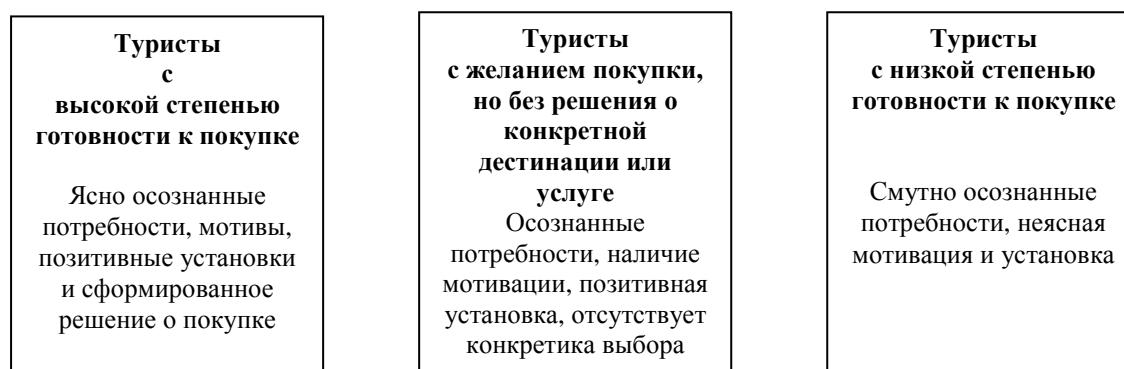 Туристы
с
высокой степенью
готовности к покупке
Ясно осознанные
потребности, мотивы,
позитивные установки
и сформированное
решение о покупке
Туристы
с желанием покупки,
но без решения о
конкретной
дестинации или
услуге
Осознанные
потребности, наличие
мотивации, позитивная
установка, отсутствует
конкретика выбора
Туристы
с низкой степенью
готовности к покупке
Смутно осознанные
потребности, неясная
мотивация и установка